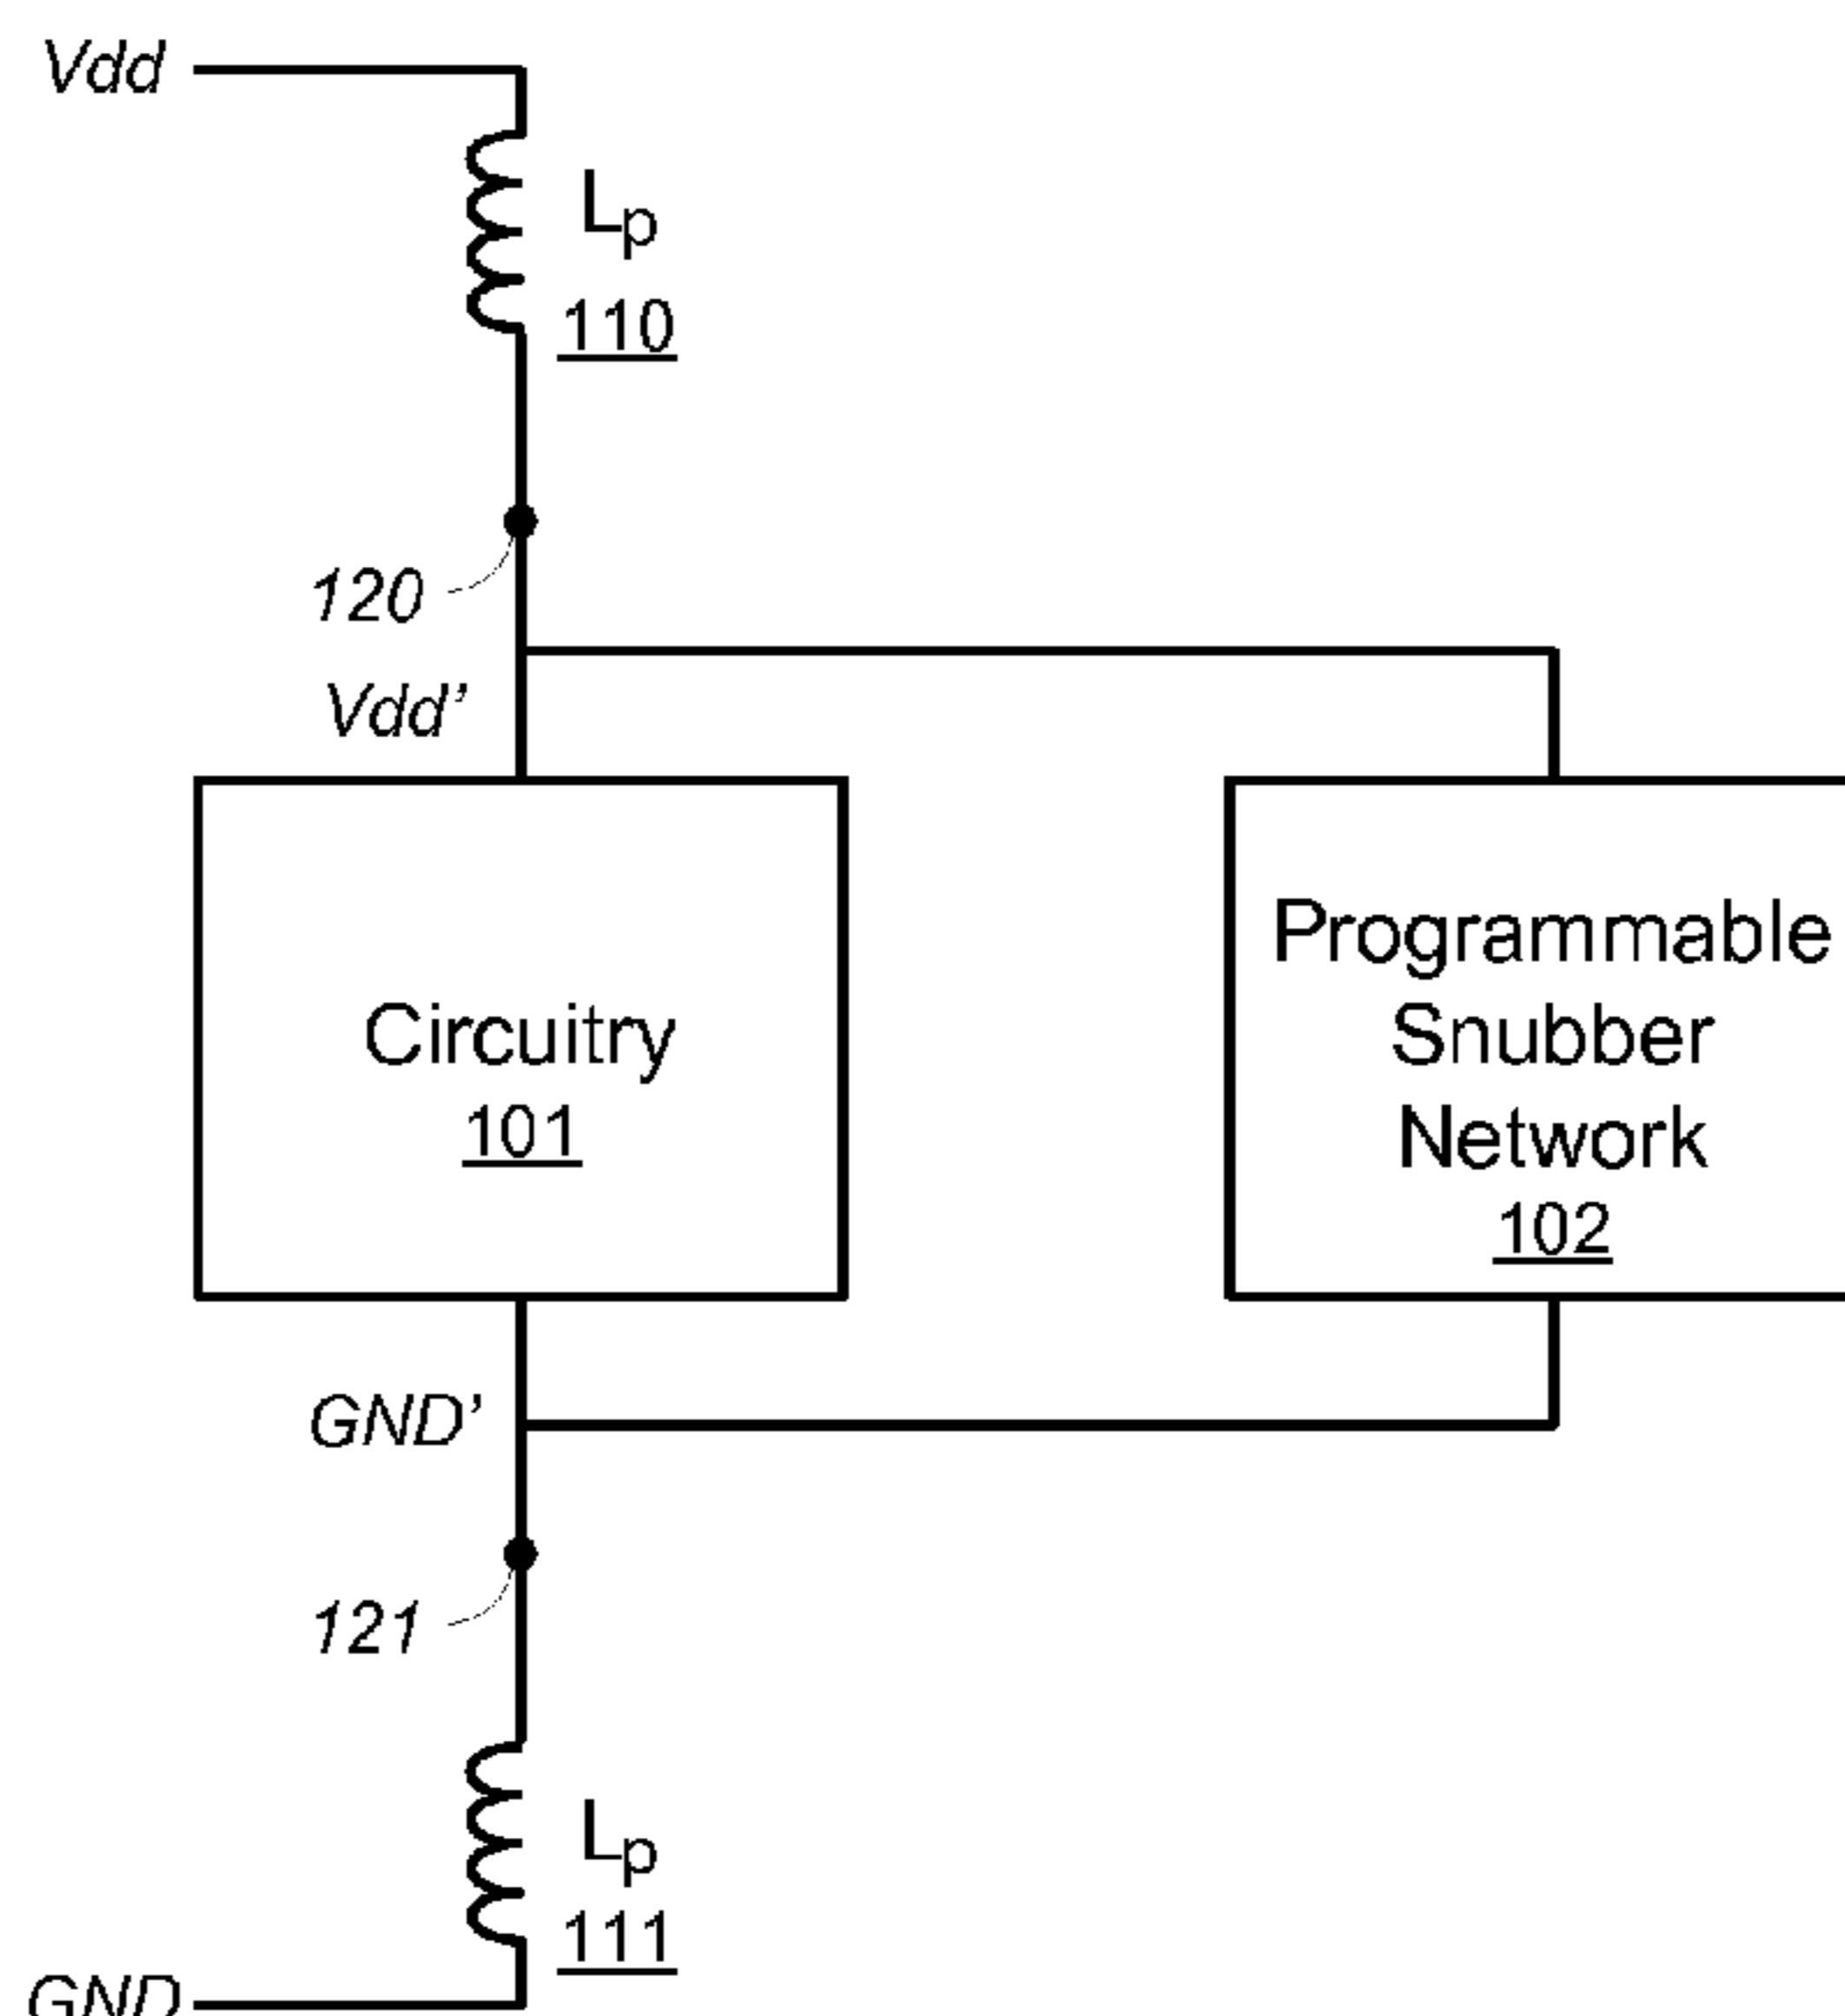 Vdd
Lp
110
120
Vdd’
Circuitry
101
Programmable
Snubber
Network
102
GND’
121
Lp
111
GND